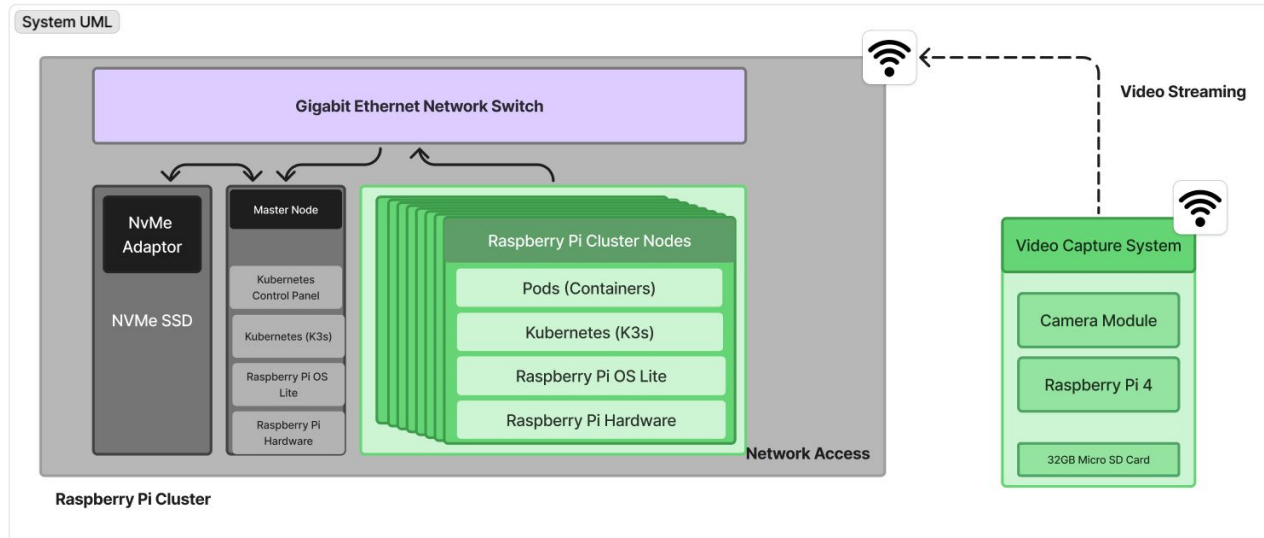 System UML
Gigabit Ethernet Network Switch
Video Streaming
NvMe
Adaptor
NVMe SSD
Master Node
Kubernetes
Control Panel
Kubernetes (K3s)
Raspberry Pi OS
Lite
Raspberry Pi
Hardware
Raspberry Pi Cluster Nodes
Pods (Containers)
Kubernetes (K3s)
Raspberry Pi OS Lite
Raspberry Pi Hardware
Network Access
Raspberry Pi Cluster
Video Capture System
Camera Module
Raspberry Pi 4
32GB Micro SD Card